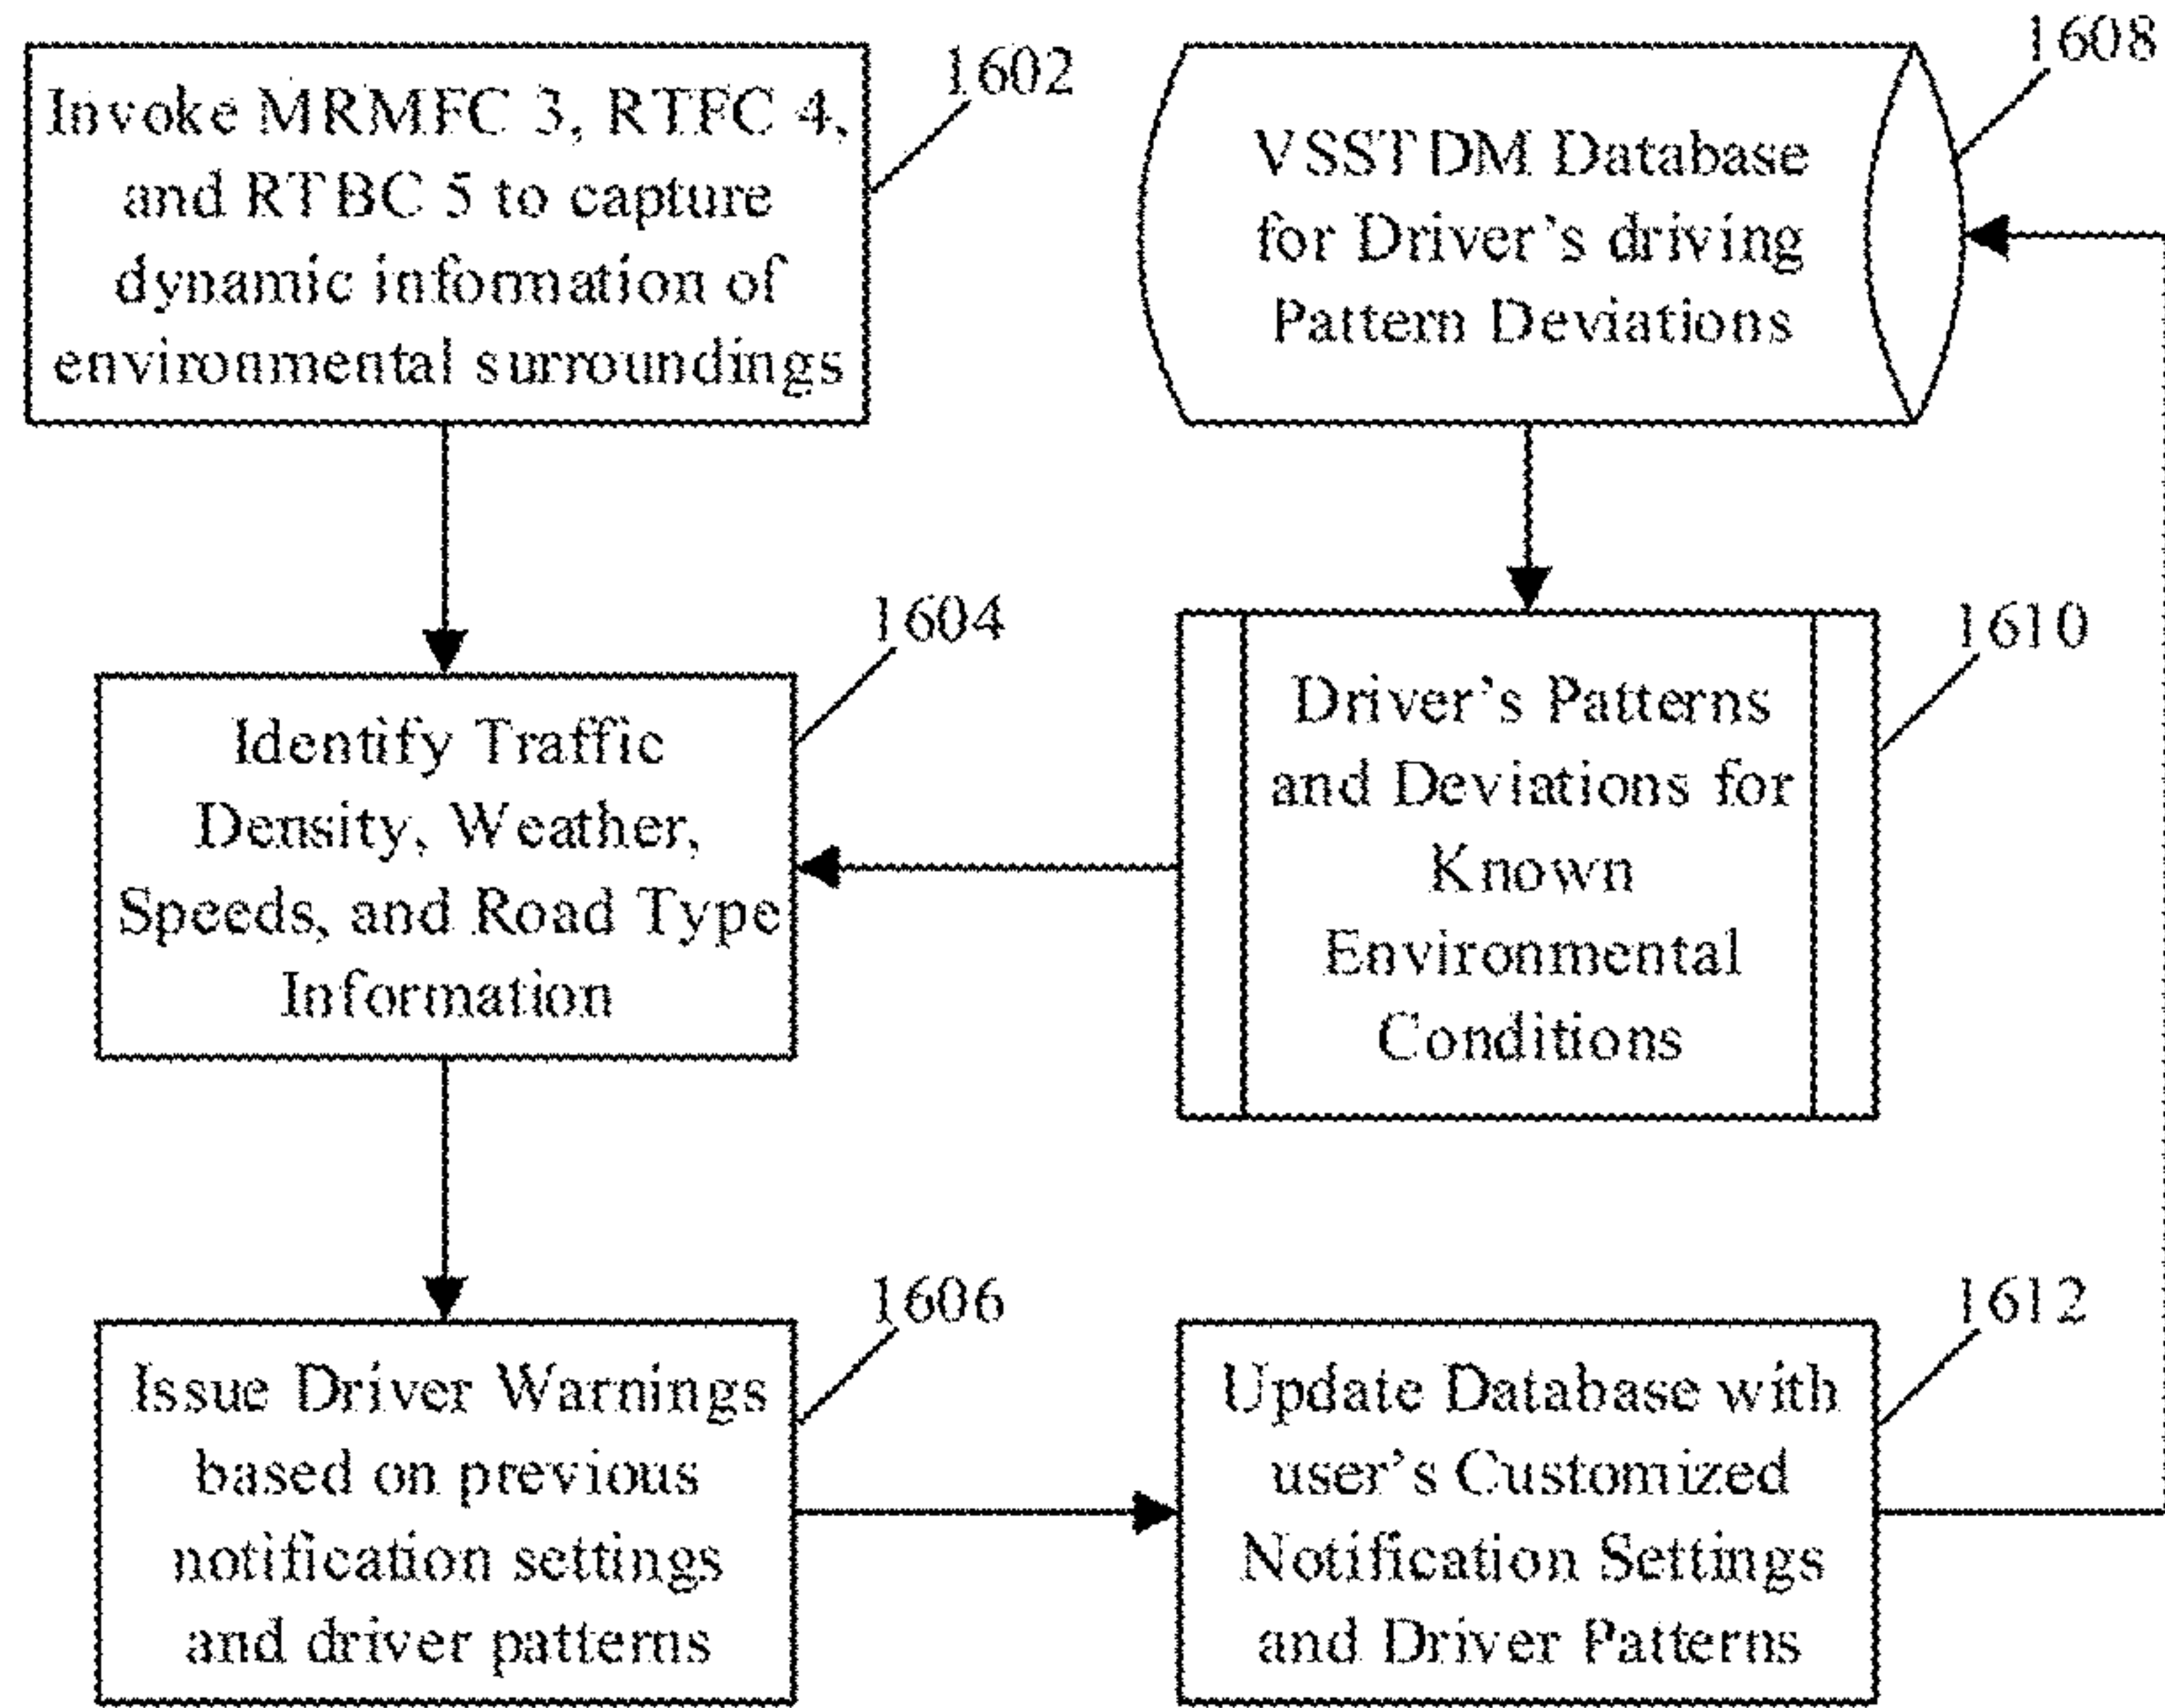 1602
Invoke MRMFC 3, RTFC 4,
and RTBC 5 to capture
dynamic information of
environmental surroundings
1608
VSSTDM Database
for Driver's driving
Pattern Deviations
1604
Identify Traffic
Density, Weather,
Speeds, and Road Type
Information
1610
Driver's Patterns
and Deviations for
Known
Environmental
Conditions
1606
Issue Driver Warnings
based on previous
notification settings
and driver patterns
1612
Update Database with
user's Customized
Notification Settings
and Driver Patterns